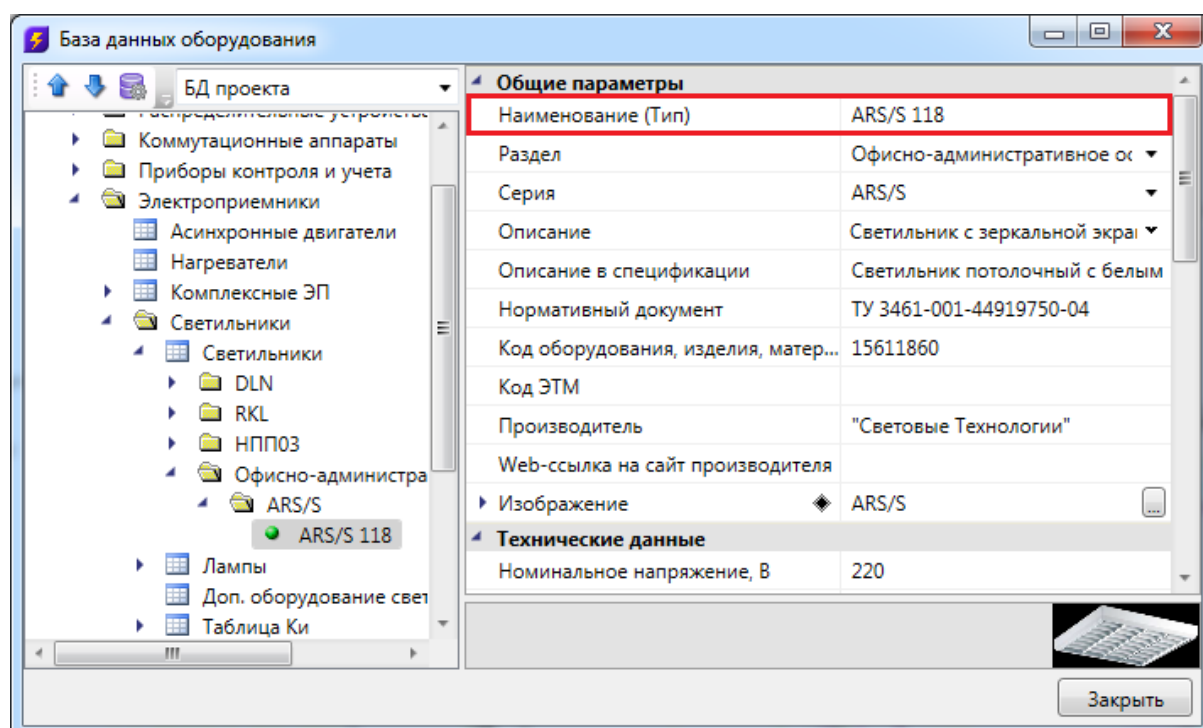 База данных оборудования
БД проекта
Коммутационные аппараты
Приборы контроля и учета
Электроприемники
Асинхронные двигатели
Нагреватели
Комплексные ЭП
Светильники
Светильники
DLN
RKL
НПП03
Офисно-администра
ARS/S
ARS/S 118
Лампы
Доп. оборудование свет
Таблица Ки
Общие параметры
Наименование (Тип) ARS/S 118
Раздел Офисно-административное ос
Серия ARS/S
Описание Светильник с зеркальной экра
Описание в спецификации Светильник потолочный с белым
Нормативный документ ТУ 3461-001-44919750-04
Код оборудования, изделия, матер... 15611860
Код ЭТМ
Производитель "Световые Технологии"
Web-ссылка на сайт производителя
Изображение ARS/S ...
Технические данные
Номинальное напряжение, В 220
Закрыть